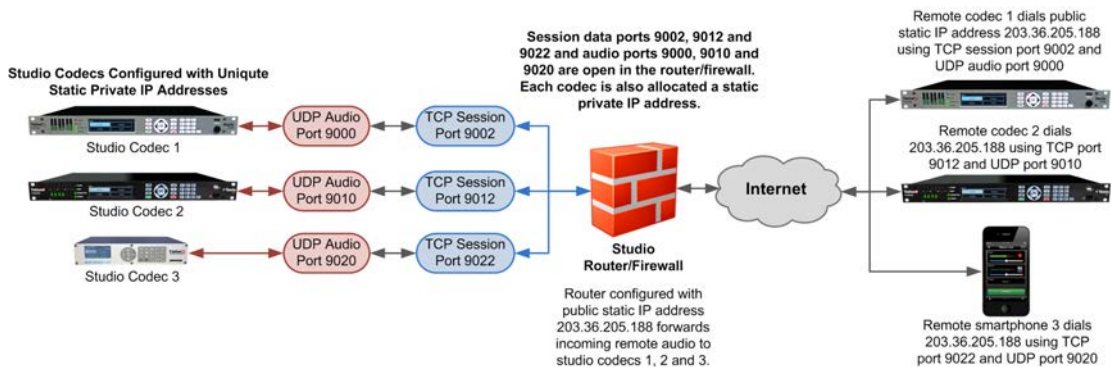 Studio Codecs Configured with Uniqute
Static Private IP Addresses
Studio Codec 1
Studio Codec 2
Studio Codec 3
UDP Audio
Port 9000
TCP Session
Port 9002
UDP Audio
Port 9010
TCP Session
Port 9012
UDP Audio
Port 9020
TCP Session
Port 9022
Session data ports 9002, 9012 and
9022 and audio ports 9000, 9010 and
9020 are open in the router/firewall.
Each codec is also allocated a static
private IP address.
Studio
Router/Firewall
Router configured with
public static IP address
203.36.205.188 forwards
incoming remote audio to
studio codecs 1, 2 and 3.
Internet
Remote codec 1 dials public
static IP address 203.36.205.188
using TCP session port 9002 and
UDP audio port 9000
Remote codec 2 dials
203.36.205.188 using TCP port
9012 and UDP port 9010
Remote smartphone 3 dials
203.36.205.188 using TCP
port 9022 and UDP port 9020